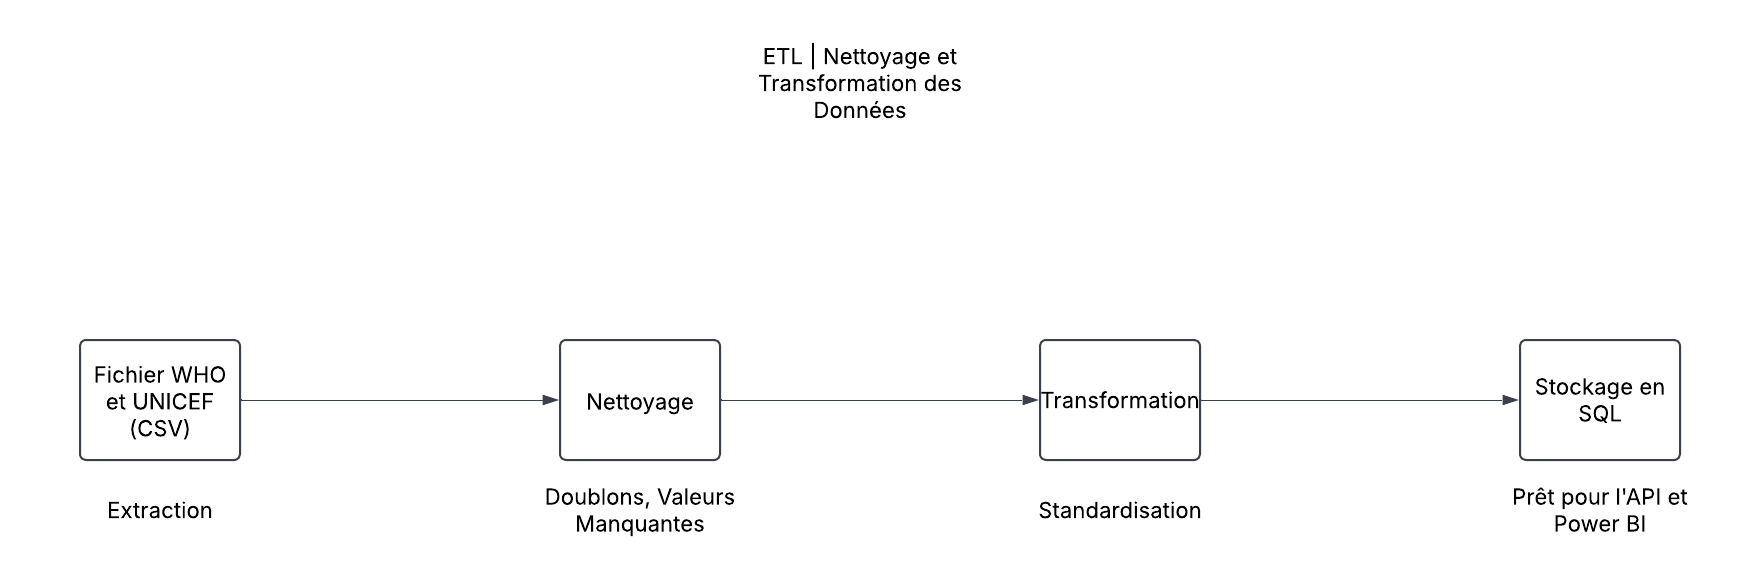 ETL | Nettoyage et
Transformation des
Données
Fichier WHO
et UNICEF
(CSV)
Nettoyage
Transformation
Stockage en
SQL
Extraction
Doublons, Valeurs
Manquantes
Standardisation
Prêt pour l'API et
Power BI